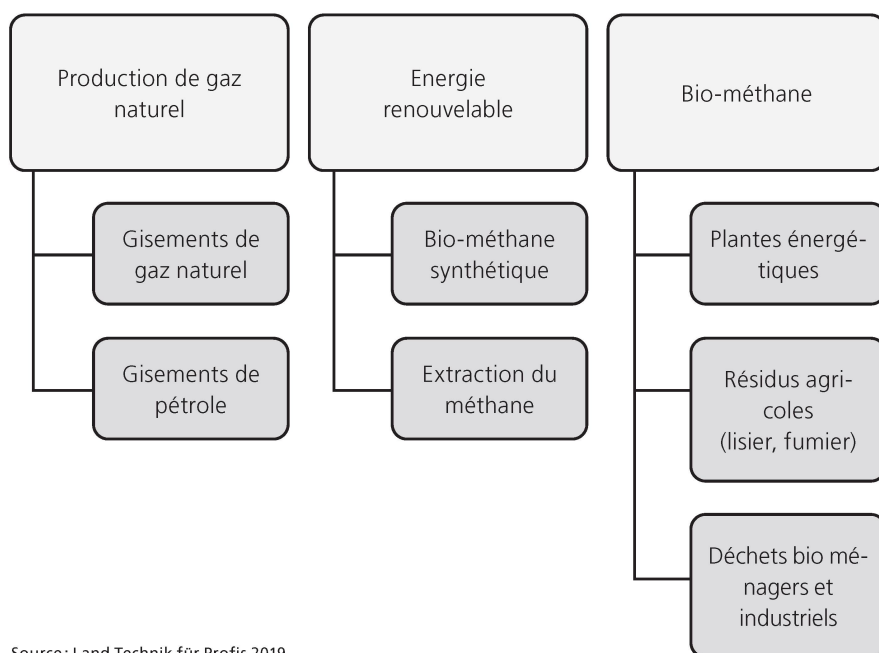 Production de gaz
naturel
Gisements de
gaz naturel
Gisements de
pétrole
Energie
renouvelable
Bio-méthane
synthétique
Extraction du
méthane
Bio-méthane
Plantes énergé-
tiques
Résidus agri-
coles
(lisier, fumier)
Déchets bio mé-
nagers et
industriels
Source: Land Technik für Profis 2019